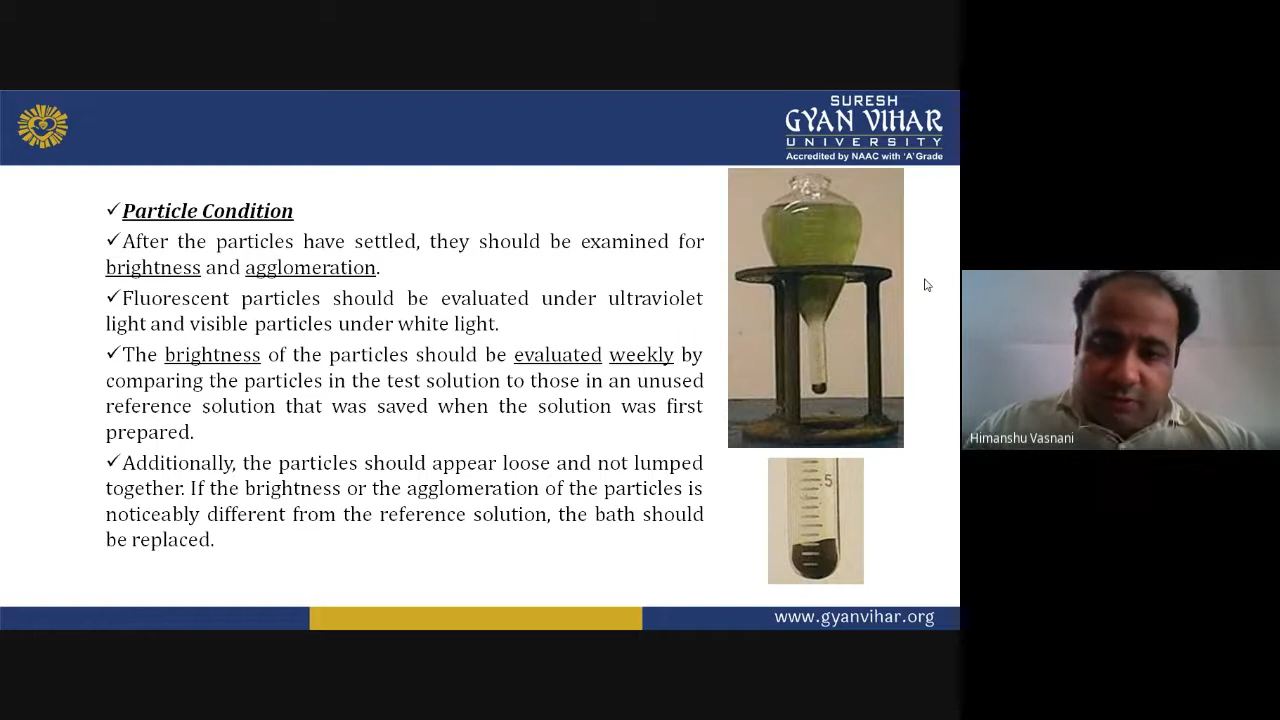 SURESH
GYAN VIHAR
UNIVERSITY
Accredited by NAAC with 'A' Grade
✓Particle Condition
✓After the particles have settled, they should be examined for
brightness and agglomeration.
✓Fluorescent particles should be evaluated under ultraviolet
light and visible particles under white light.
✓The brightness of the particles should be evaluated weekly by
comparing the particles in the test solution to those in an unused
reference solution that was saved when the solution was first
prepared.
✓Additionally, the particles should appear loose and not lumped
together. If the brightness or the agglomeration of the particles is
noticeably different from the reference solution, the bath should
be replaced.
.5
Himanshu Vasnani
www.gyanvihar.org